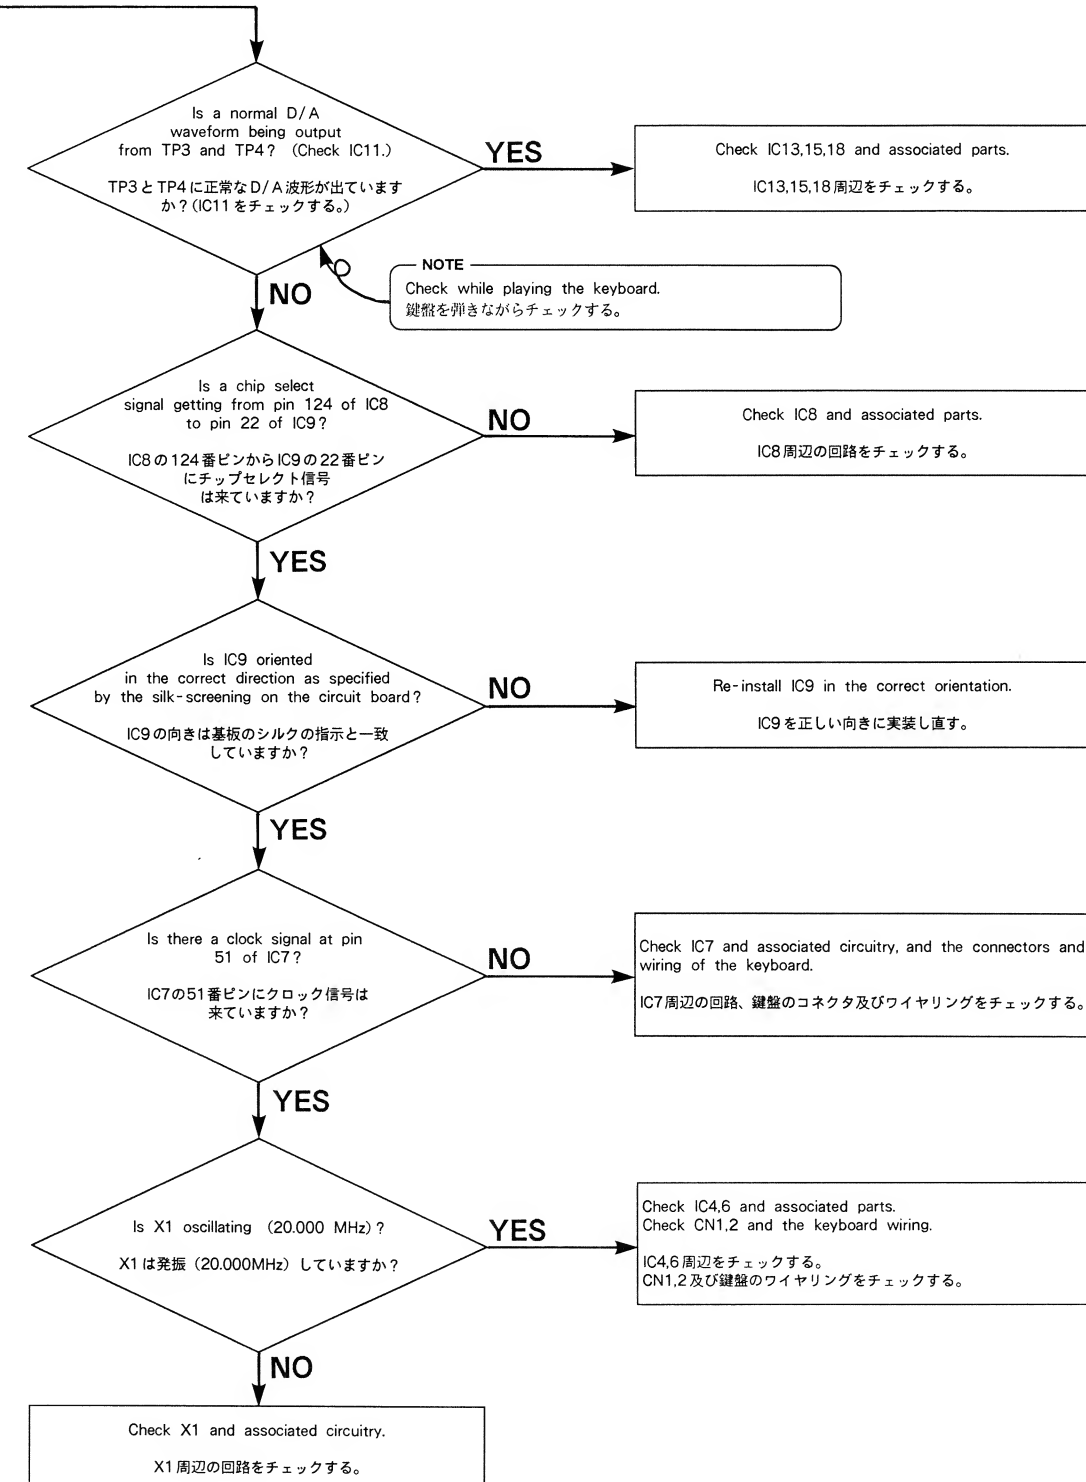 Is a normal D/A
waveform being output
from TP3 and TP4? (Check IC11.)
TP3とTP4に正常なD/A波形が出ています
か？(IC11をチェックする。)
YES
Check IC13,15,18 and associated parts.
IC13,15,18周辺をチェックする。
NOTE
Check while playing the keyboard.
鍵盤を弾きながらチェックする。
NO
Is a chip select
signal getting from pin 124 of IC8
to pin 22 of IC9?
IC8の124番ピンからIC9の22番ピン
にチップセレクト信号
は来ていますか？
NO
Check IC8 and associated parts.
IC8周辺の回路をチェックする。
YES
Is IC9 oriented
in the correct direction as specified
by the silk-screening on the circuit board?
IC9の向きは基板のシルクの指示と一致
していますか？
NO
Re-install IC9 in the correct orientation.
IC9を正しい向きに実装し直す。
YES
Is there a clock signal at pin
51 of IC7?
IC7の51番ピンにクロック信号は
来ていますか？
NO
Check IC7 and associated circuitry, and the connectors and
wiring of the keyboard.
IC7周辺の回路、鍵盤のコネクタ及びワイヤリングをチェックする。
YES
Is X1 oscillating (20.000 MHz)?
X1は発振（20.000MHz）していますか？
YES
Check IC4,6 and associated parts.
Check CN1,2 and the keyboard wiring.
IC4,6周辺をチェックする。
CN1,2及び鍵盤のワイヤリングをチェックする。
NO
Check X1 and associated circuitry.
X1周辺の回路をチェックする。